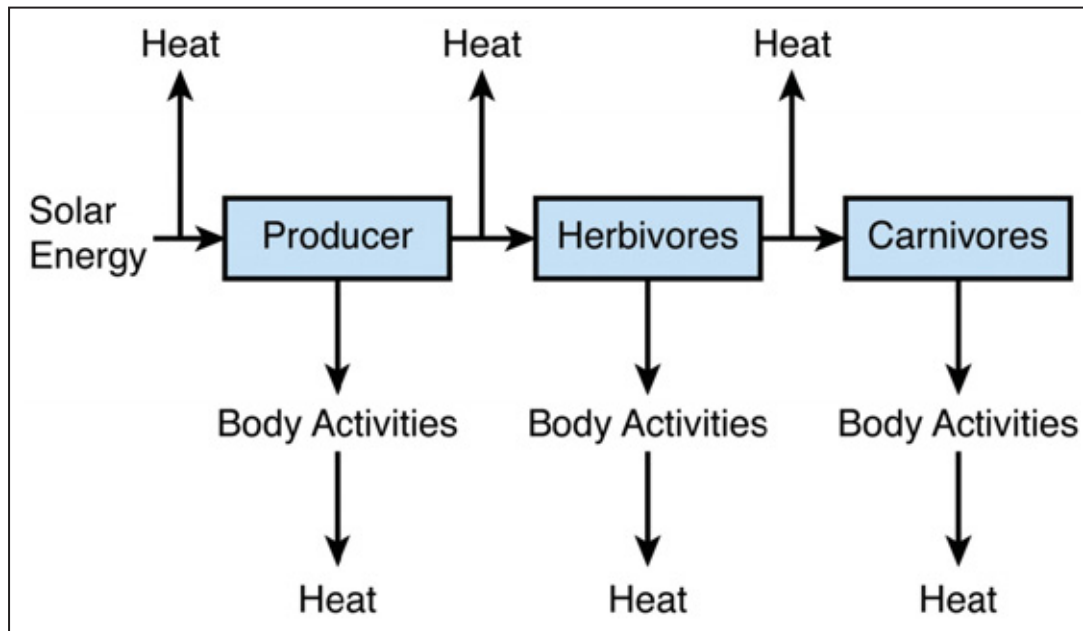 Heat
Heat
Heat
Solar
Energy
Producer
Herbivores
Carnivores
Body Activities
Body Activities
Body Activities
Heat
Heat
Heat